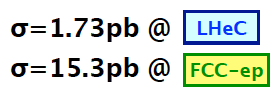 σ=1.73pb @ LHeC
σ=15.3pb @ FCC-ep